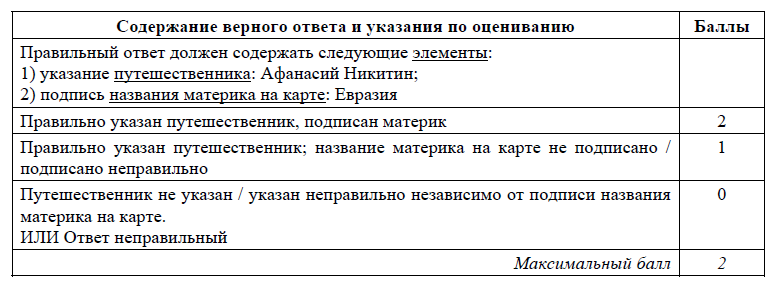 Содержание верного ответа и указания по оцениванию Баллы
Правильный ответ должен содержать следующие элементы:
1) указание путешественника: Афанасий Никитин;
2) подпись названия материка на карте: Евразия
Правильно указан путешественник, подписан материк 2
Правильно указан путешественник; название материка на карте не подписано / 1
подписано неправильно
Путешественник не указан / указан неправильно независимо от подписи названия 0
материка на карте.
ИЛИ Ответ неправильный
Максимальный балл 2